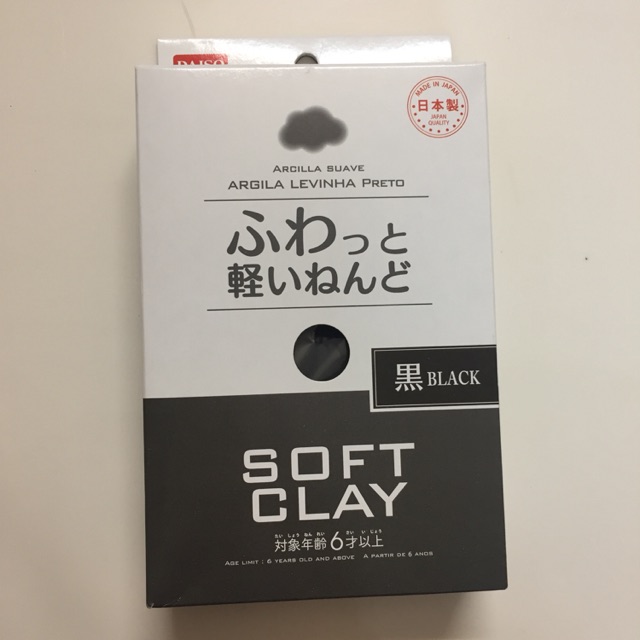 DAISO
MADE IN JAPAN
日本製
JAPAN
QUALITY
ARCILLA SUAVE
ARGILA LEVINHA PRETO
ふわっと
軽いねんど
黒 BLACK
SOFT
CLAY
たいしょうねんれい さい いじょう
対象年齢6才以上
AGE LIMIT : 6 YEARS OLD AND ABOVE A PARTIR DE 6 ANOS